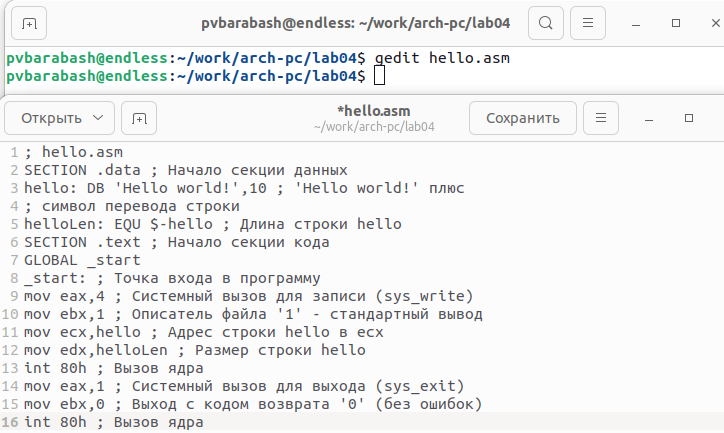 pvbarabash@endless: ~/work/arch-pc/lab04
pvbarabash@endless:~/work/arch-pc/lab04$ gedit hello.asm
pvbarabash@endless:~/work/arch-pc/lab04$
Открыть
*hello.asm
~/work/arch-pc/lab04
Сохранить
1 ; hello.asm
2 SECTION .data ; Начало секции данных
3 hello: DB 'Hello world!',10 ; 'Hello world!' плюс
4 ; символ перевода строки
5 helloLen: EQU $-hello ; Длина строки hello
6 SECTION .text ; Начало секции кода
7 GLOBAL _start
8 _start: ; Точка входа в программу
9 mov eax,4 ; Системный вызов для записи (sys_write)
10 mov ebx,1 ; Описатель файла '1' - стандартный вывод
11 mov ecx,hello ; Адрес строки hello в ecx
12 mov edx,helloLen ; Размер строки hello
13 int 80h ; Вызов ядра
14 mov eax,1 ; Системный вызов для выхода (sys_exit)
15 mov ebx,0 ; Выход с кодом возврата '0' (без ошибок)
16 int 80h ; Вызов ядра